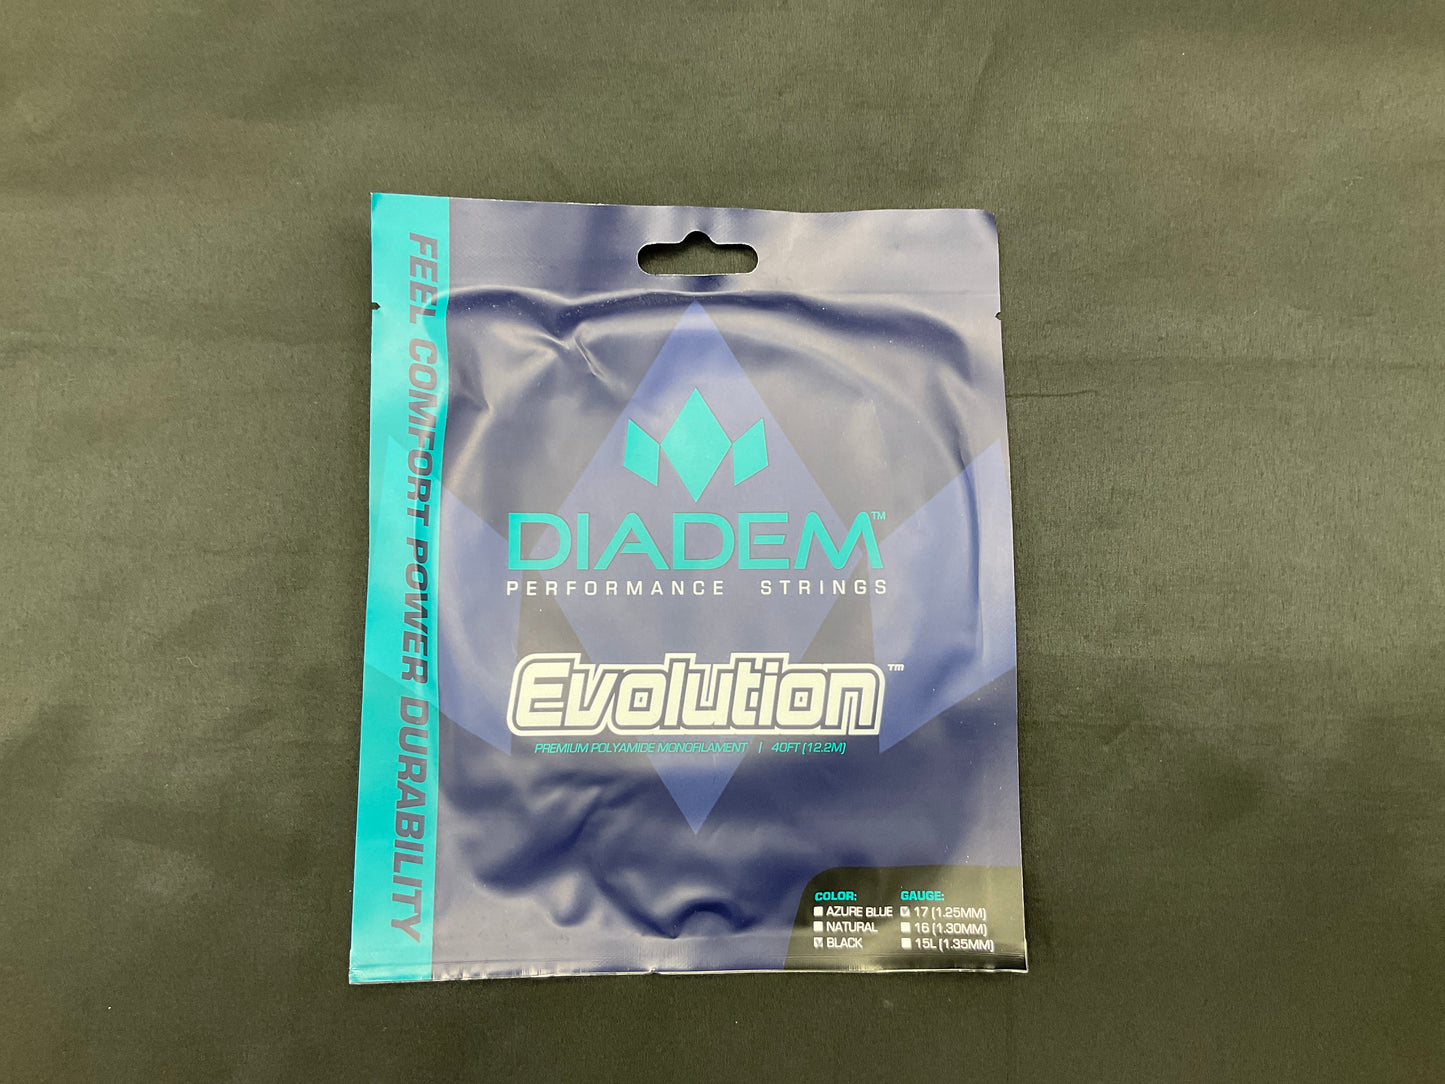 FEEL COMFORT POWER DURABILITY
DIADEM™
PERFORMANCE STRINGS
Evolution™
PREMIUM POLYAMIDE MONOFILAMENT | 40FT (12.2M)
COLOR:
AZURE BLUE
NATURAL
BLACK
GAUGE:
17 (1.25MM)
16 (1.30MM)
15L (1.35MM)